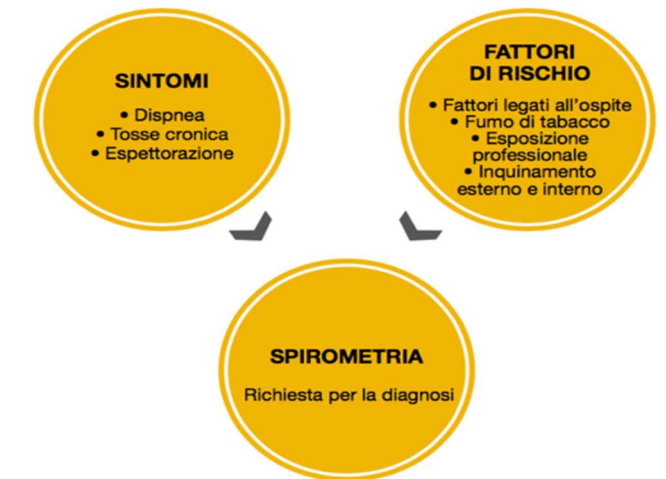 SINTOMI
• Dispnea
• Tosse cronica
• Espettorazione
FATTORI
DI RISCHIO
• Fattori legati all'ospite
• Fumo di tabacco
• Esposizione
professionale
• Inquinamento
esterno e interno
SPIROMETRIA
Richiesta per la diagnosi